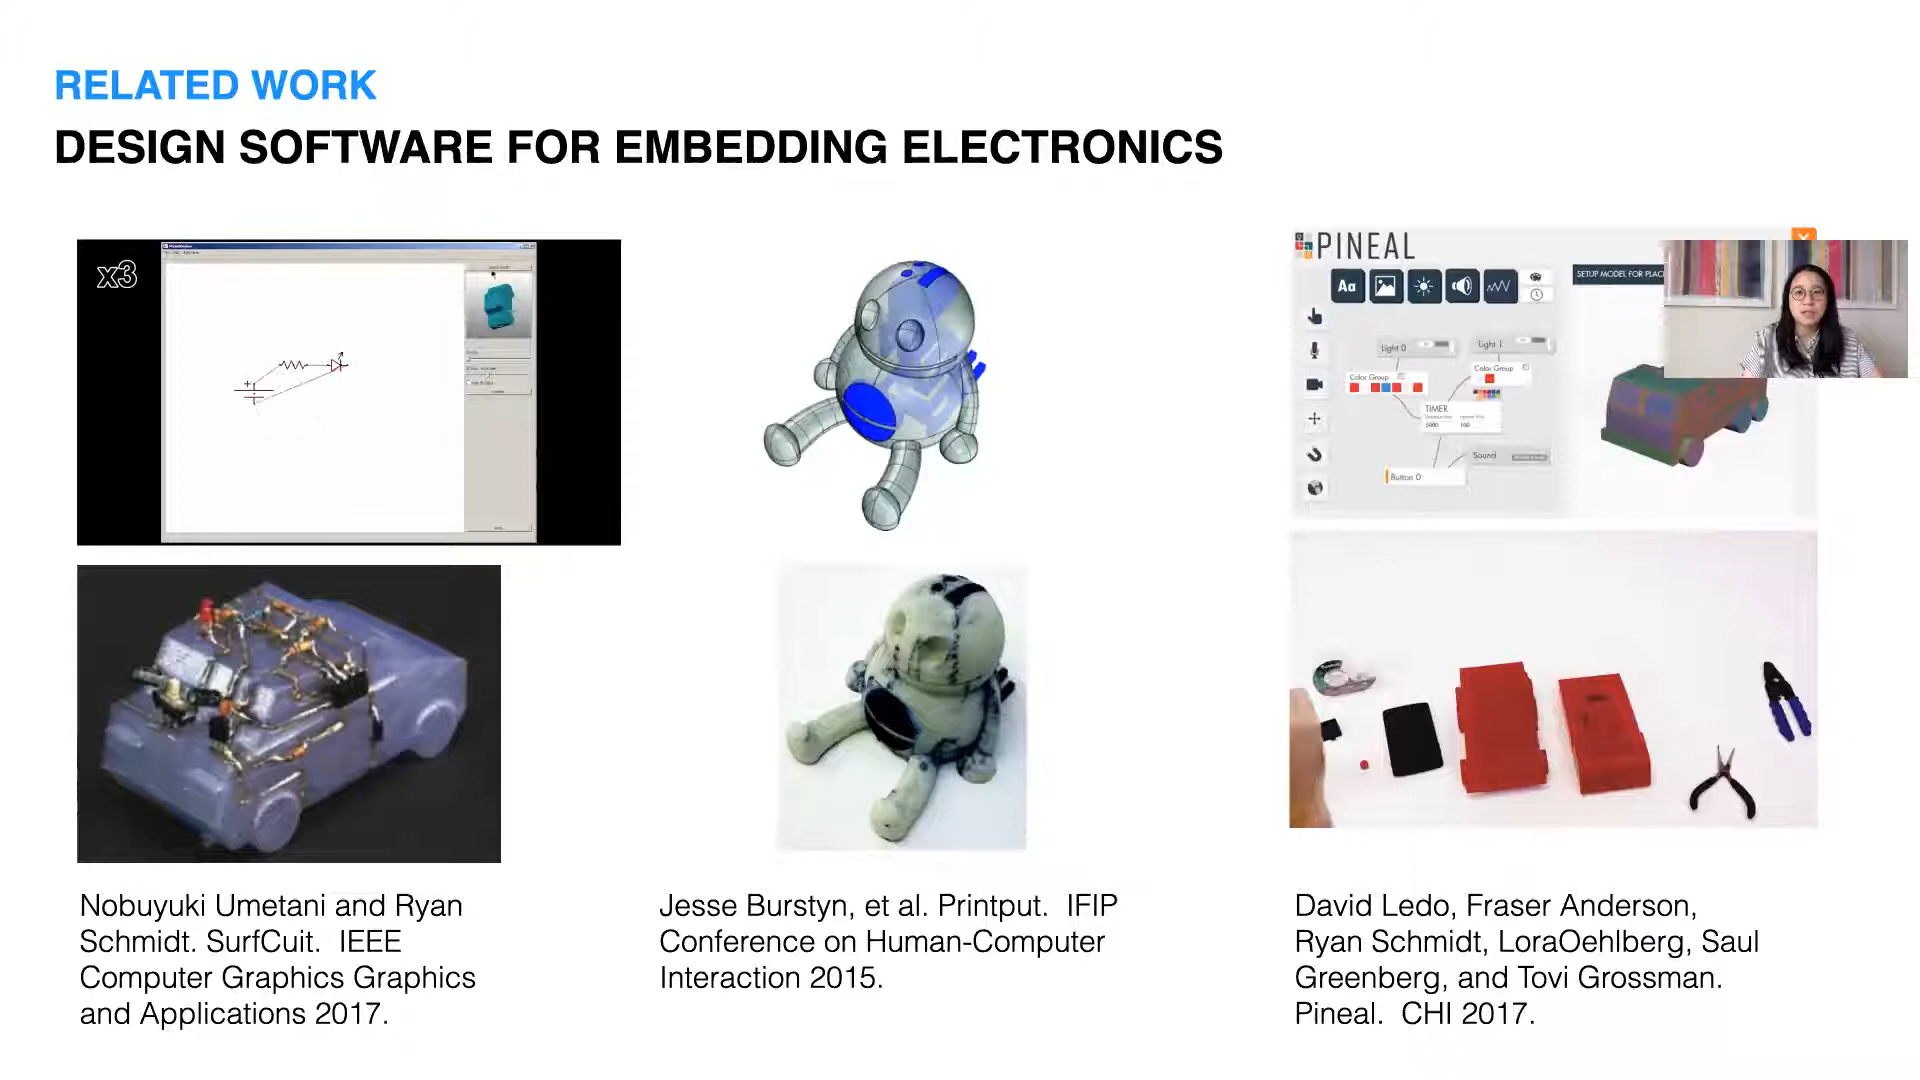 RELATED WORK
DESIGN SOFTWARE FOR EMBEDDING ELECTRONICS
x3
PINEAL
Aa
SETUP MODEL FOR PLAC
Light 0
Light 1
Color Group
Color Group
TIMER
5000
100
Sound
Button 0
Nobuyuki Umetani and Ryan
Schmidt. SurfCuit. IEEE
Computer Graphics Graphics
and Applications 2017.
Jesse Burstyn, et al. Printput. IFIP
Conference on Human-Computer
Interaction 2015.
David Ledo, Fraser Anderson,
Ryan Schmidt, LoraOehlberg, Saul
Greenberg, and Tovi Grossman.
Pineal. CHI 2017.